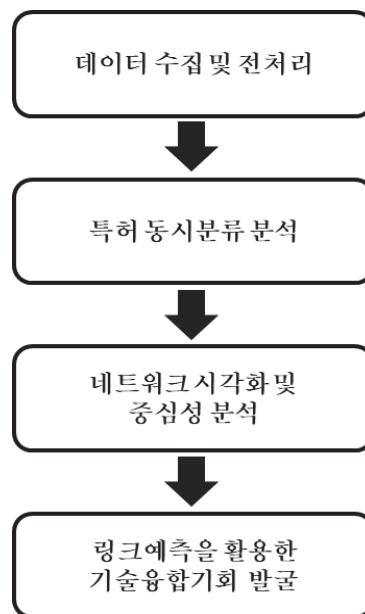 데이터 수집 및 전처리
특허 동시분류 분석
네트워크 시각화 및
중심성 분석
링크예측을 활용한
기술융합기회 발굴